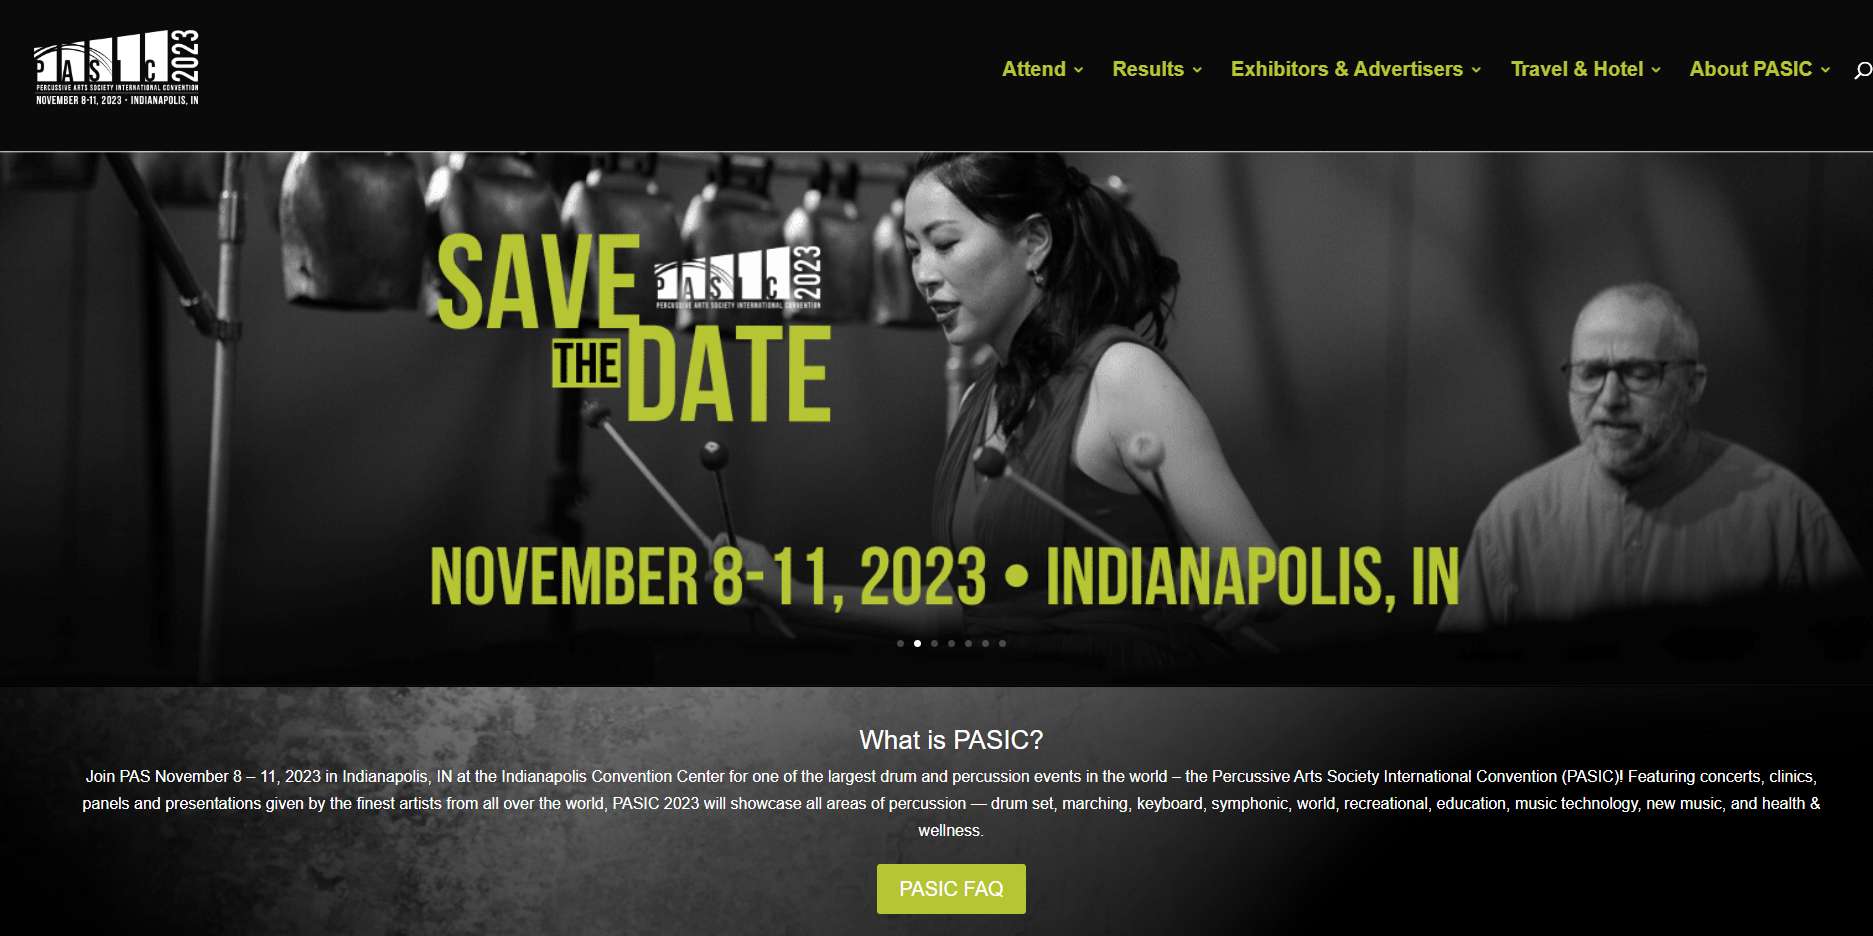 PASIC 2023
PERCUSSIVE ARTS SOCIETY INTERNATIONAL CONVENTION
NOVEMBER 8-11, 2023 • INDIANAPOLIS, IN
Attend
Results
Exhibitors & Advertisers
Travel & Hotel
About PASIC
SAVE
PASIC 2023
PERCUSSIVE ARTS SOCIETY INTERNATIONAL CONVENTION
THE DATE
NOVEMBER 8-11, 2023 • INDIANAPOLIS, IN
What is PASIC?
Join PAS November 8 – 11, 2023 in Indianapolis, IN at the Indianapolis Convention Center for one of the largest drum and percussion events in the world – the Percussive Arts Society International Convention (PASIC)! Featuring concerts, clinics,
panels and presentations given by the finest artists from all over the world, PASIC 2023 will showcase all areas of percussion — drum set, marching, keyboard, symphonic, world, recreational, education, music technology, new music, and health &
wellness.
PASIC FAQ